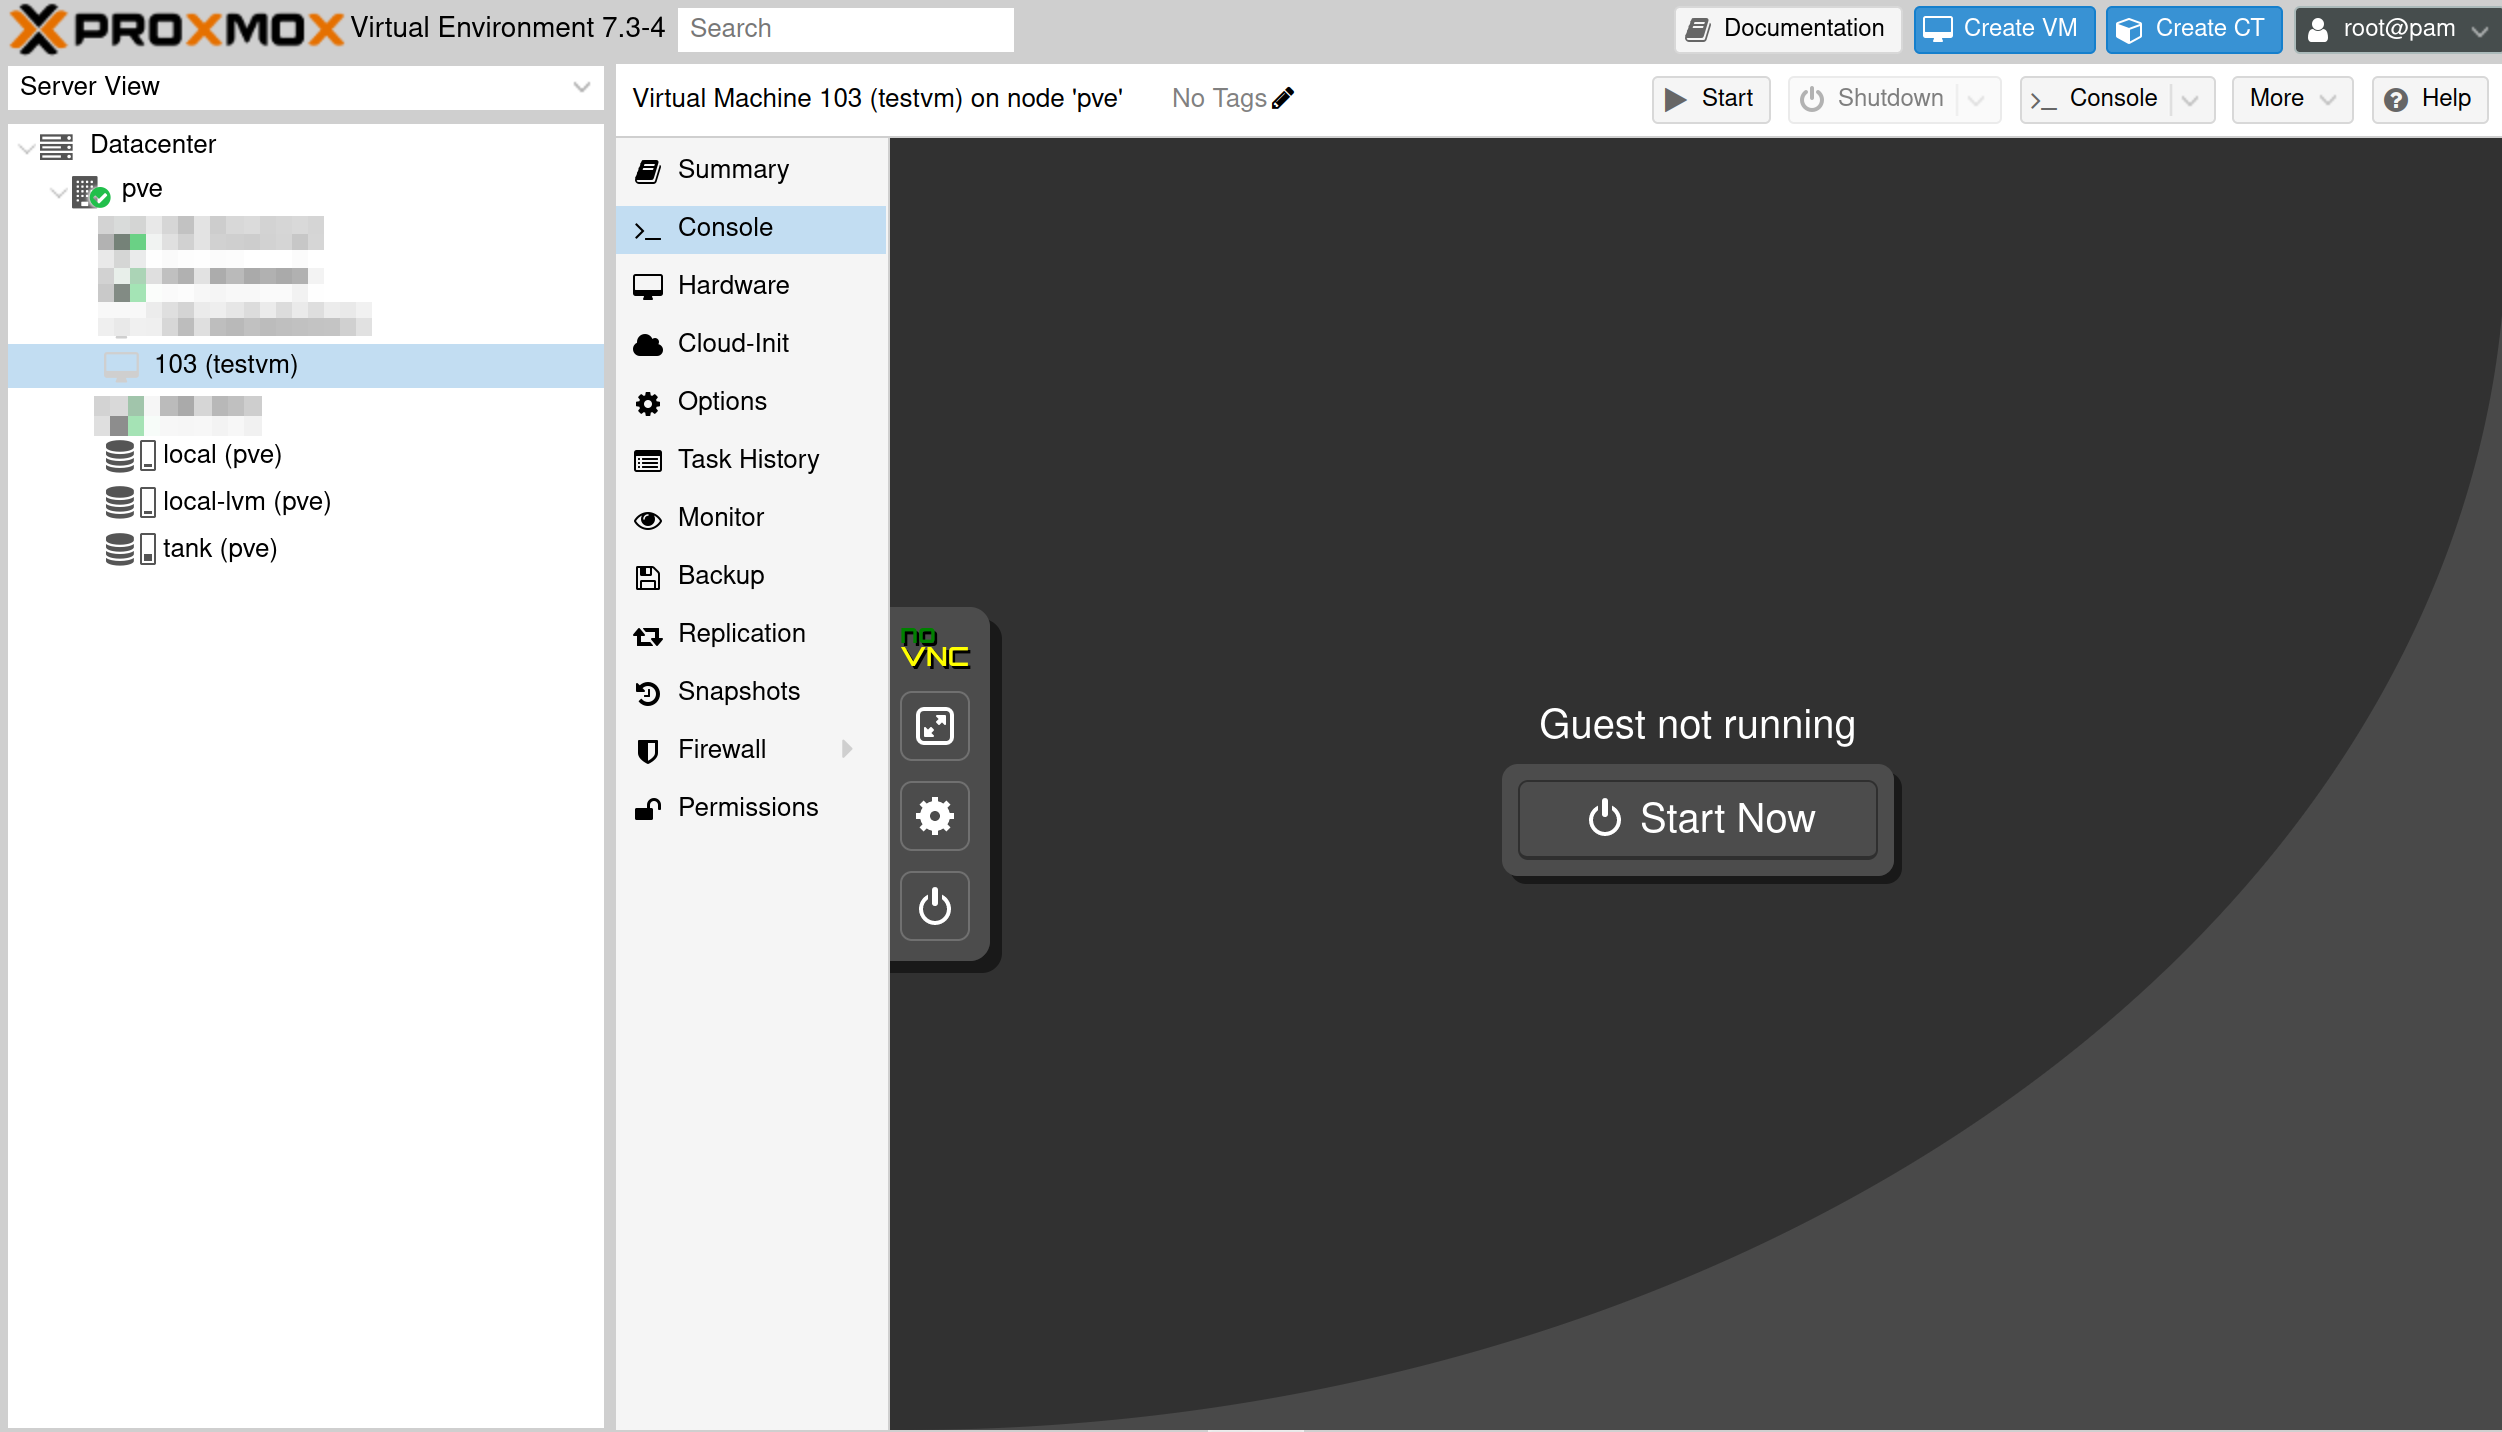 PROXMOX Virtual Environment 7.3-4 Search Documentation Create VM Create CT root@pam
Server View
Virtual Machine 103 (testvm) on node 'pve' No Tags Start Shutdown >_ Console More Help
Datacenter
pve
103 (testvm)
local (pve)
local-lvm (pve)
tank (pve)
Summary
>_ Console
Hardware
Cloud-Init
Options
Task History
Monitor
Backup
Replication
Snapshots
Firewall
Permissions
no
VNC
Guest not running
Start Now